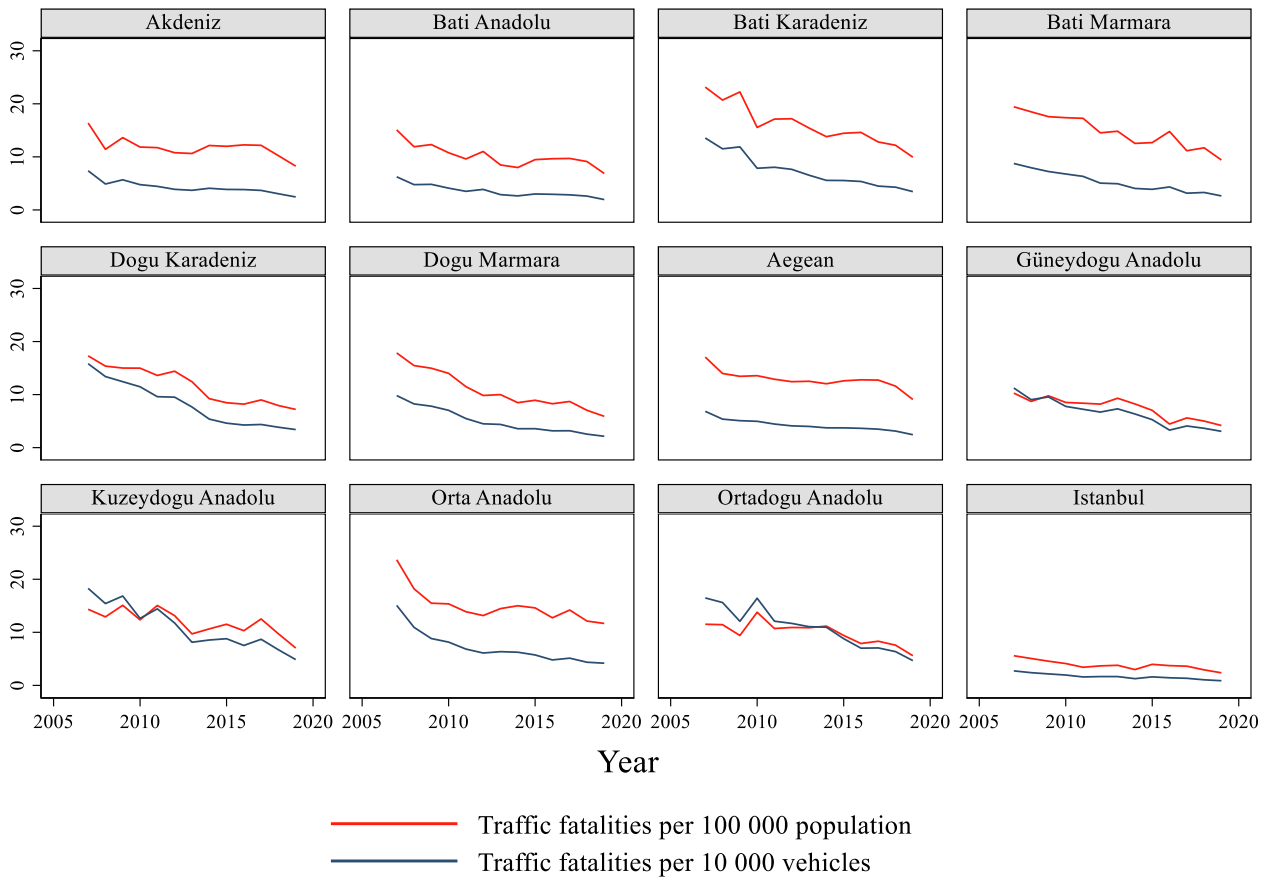 Akdeniz Bati Anadolu Bati Karadeniz Bati Marmara
30
20
10
0
Dogu Karadeniz Dogu Marmara Aegean Güneydogu Anadolu
30
20
10
0
Kuzeydogu Anadolu Orta Anadolu Ortadogu Anadolu Istanbul
30
20
10
0
2005 2010 2015 2020 2005 2010 2015 2020 2005 2010 2015 2020 2005 2010 2015 2020
Year
Traffic fatalities per 100 000 population
Traffic fatalities per 10 000 vehicles